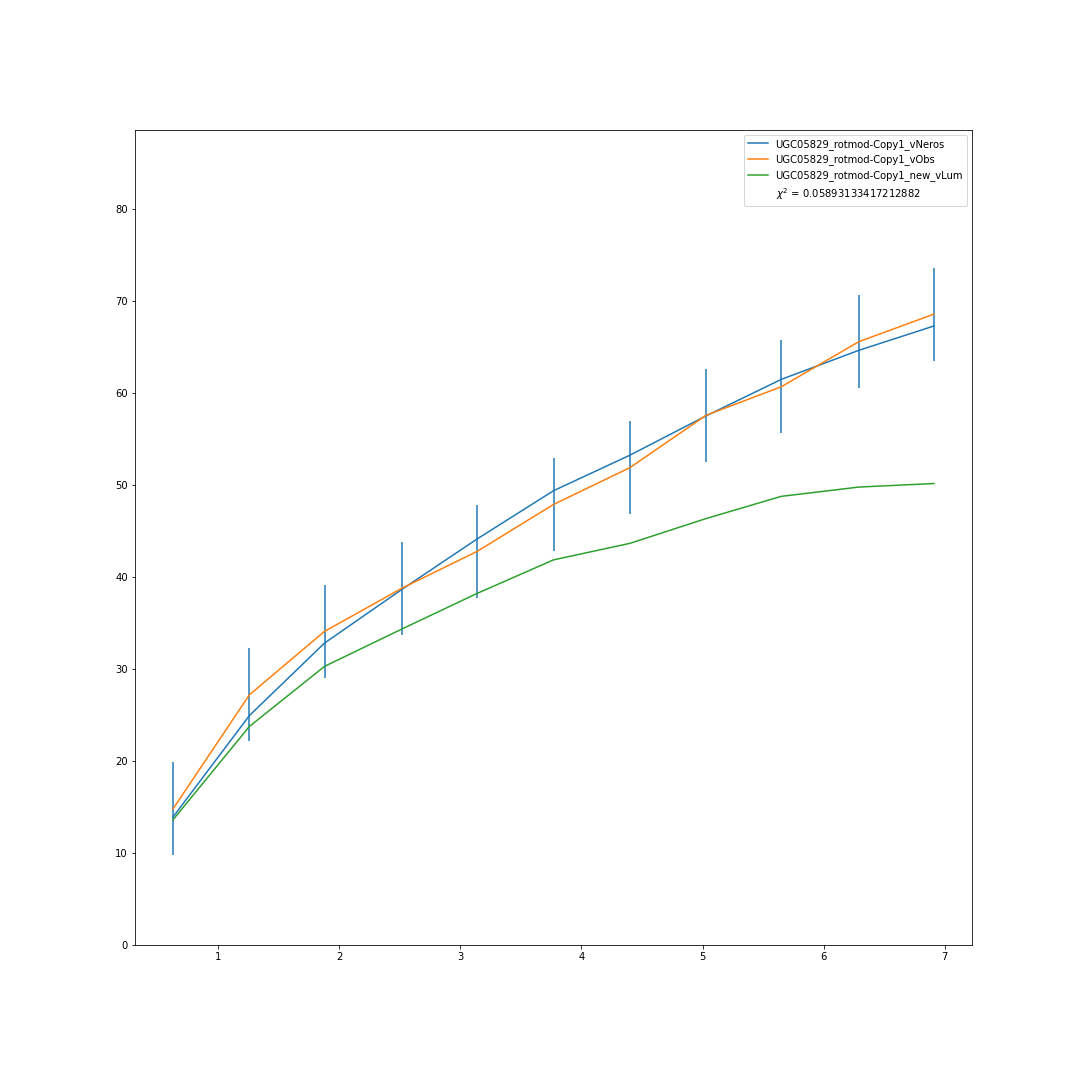 UGC05829_rotmod-Copy1_vNeros
UGC05829_rotmod-Copy1_vObs
UGC05829_rotmod-Copy1_new_vLum
χ² = 0.05893133417212882
80
70
60
50
40
30
20
10
0
1 2 3 4 5 6 7